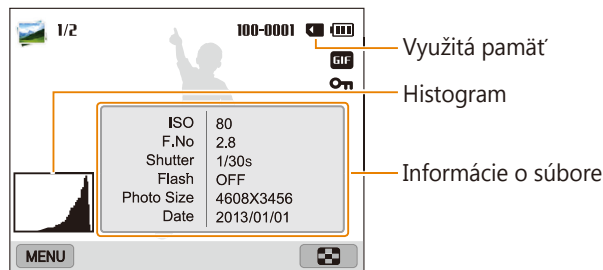 1/2
100-0001
GIF
Využitá pamäť
Histogram
ISO 80
F.No 2.8
Shutter 1/30s
Flash OFF
Photo Size 4608X3456
Date 2013/01/01
Informácie o súbore
MENU